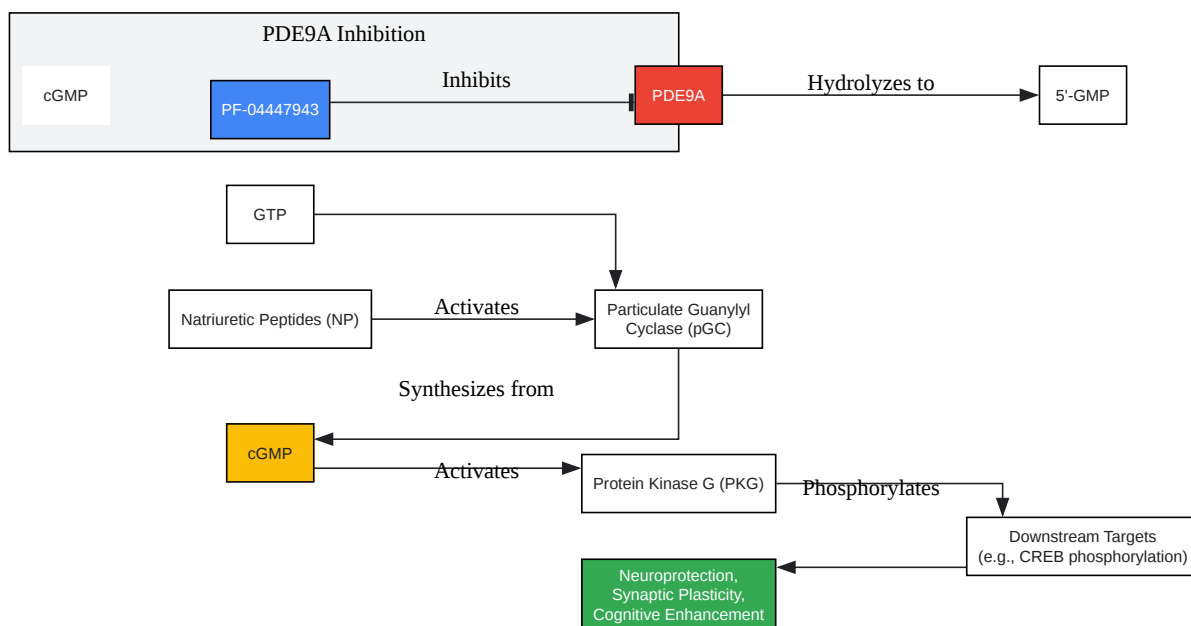 PDE9A Inhibition
cGMP
PF-04447943
Inhibits
PDE9A
Hydrolyzes to
5'-GMP
GTP
Natriuretic Peptides (NP)
Activates
Particulate Guanylyl
Cyclase (pGC)
Synthesizes from
cGMP
Activates
Protein Kinase G (PKG)
Phosphorylates
Downstream Targets
(e.g., CREB phosphorylation)
Neuroprotection,
Synaptic Plasticity,
Cognitive Enhancement